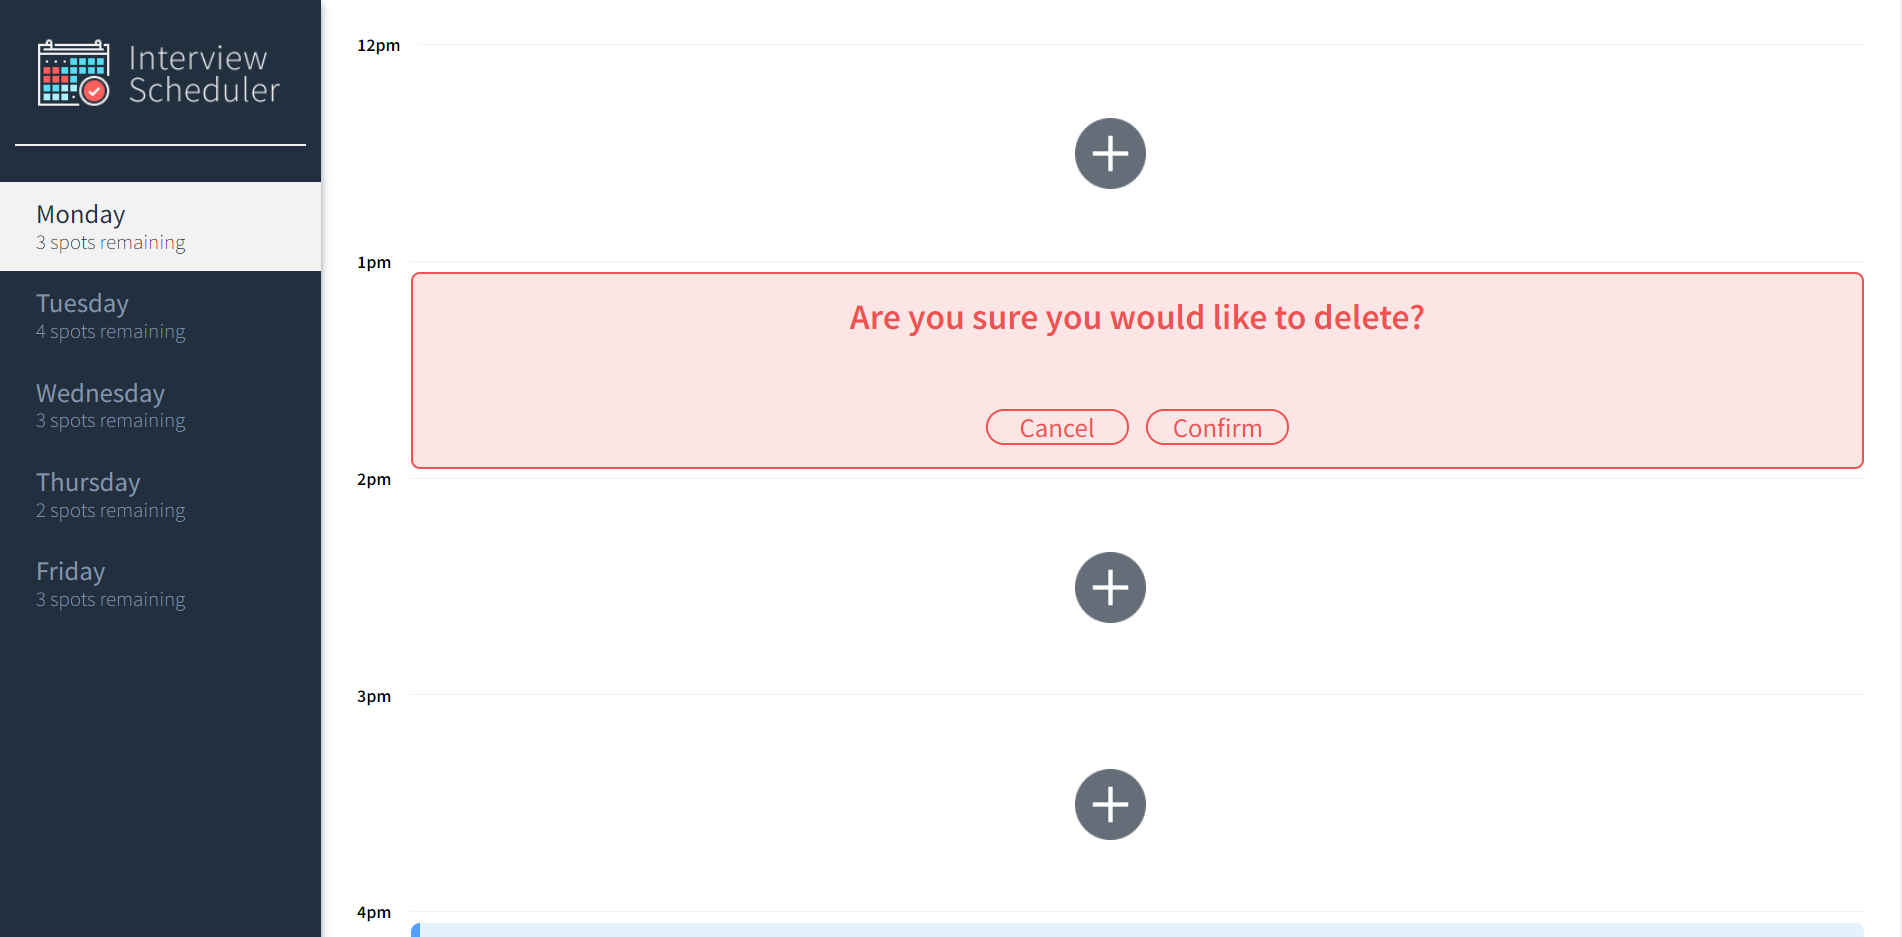 Interview
Scheduler
Monday
3 spots remaining
Tuesday
4 spots remaining
Wednesday
3 spots remaining
Thursday
2 spots remaining
Friday
3 spots remaining
12pm
1pm
Are you sure you would like to delete?
Cancel Confirm
2pm
3pm
4pm